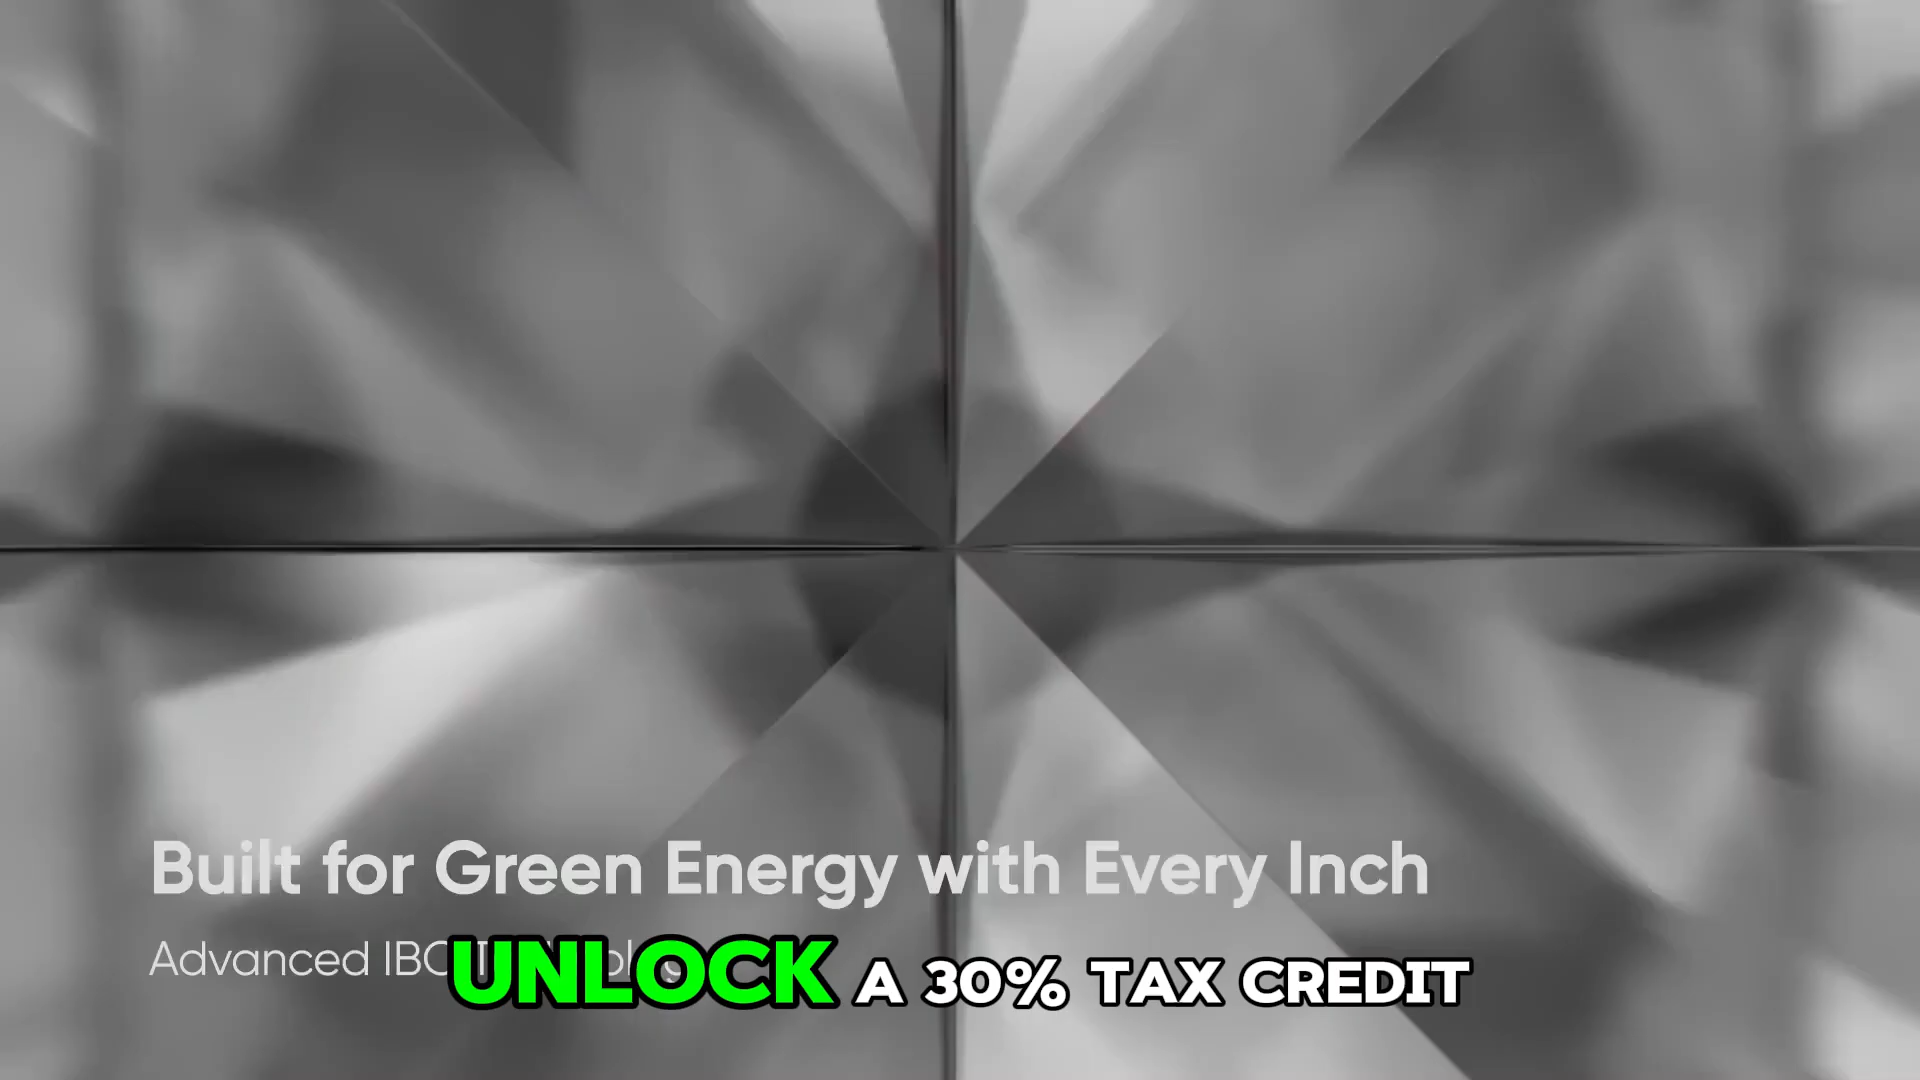 Built for Green Energy with Every Inch
Advanced IBC
UNLOCK A 30% TAX CREDIT